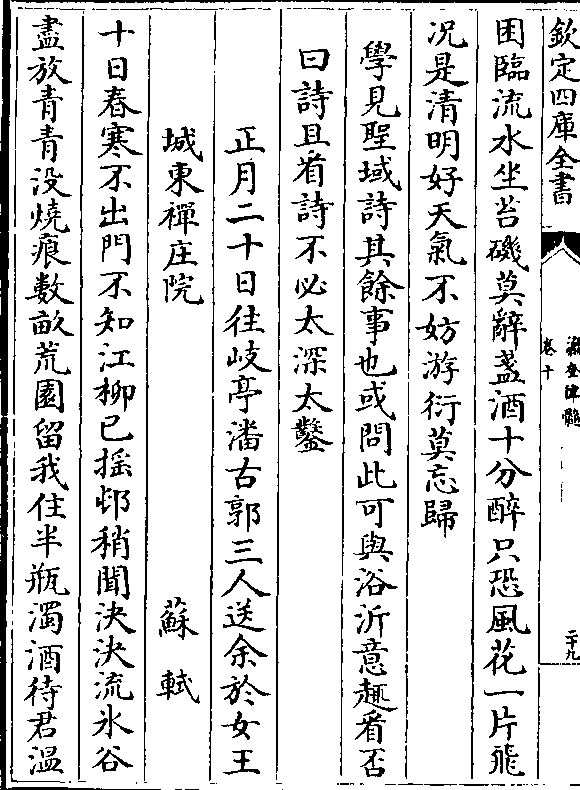 欽定四庫全書
瀛奎律髓
卷十
二十九
困臨流水坐苔磯莫辭盞酒十分醉只恐風花一片飛
况是清明好天氣不妨游衍莫忘歸
學見聖域詩其餘事也或問此可與浴沂意趣看否
曰詩且看詩不必太深太鑿
正月二十日往岐亭潘古郭三人送余於女王
城東禪庄院
蘇軾
十日春寒不出門不知江柳已揺邨稍聞決決流氷谷
盡放青青没燒痕數畝荒園留我住半瓶濁酒待君温